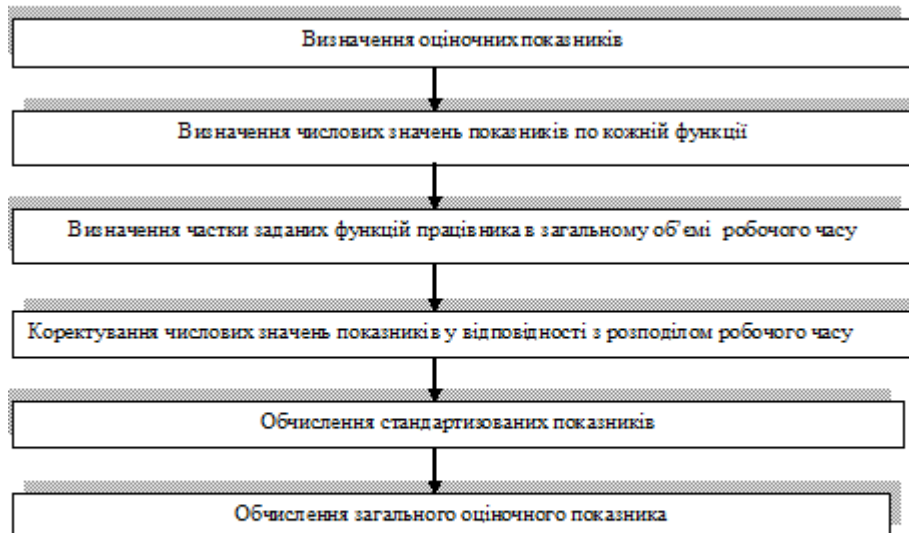 Визначення оціночних показників
Визначення числових значень показників по кожній функції
Визначення частки заданих функцій працівника в загальному об’ємі робочого часу
Коректування числових значень показників у відповідності з розподілом робочого часу
Обчислення стандартизованих показників
Обчислення загального оціночного показника